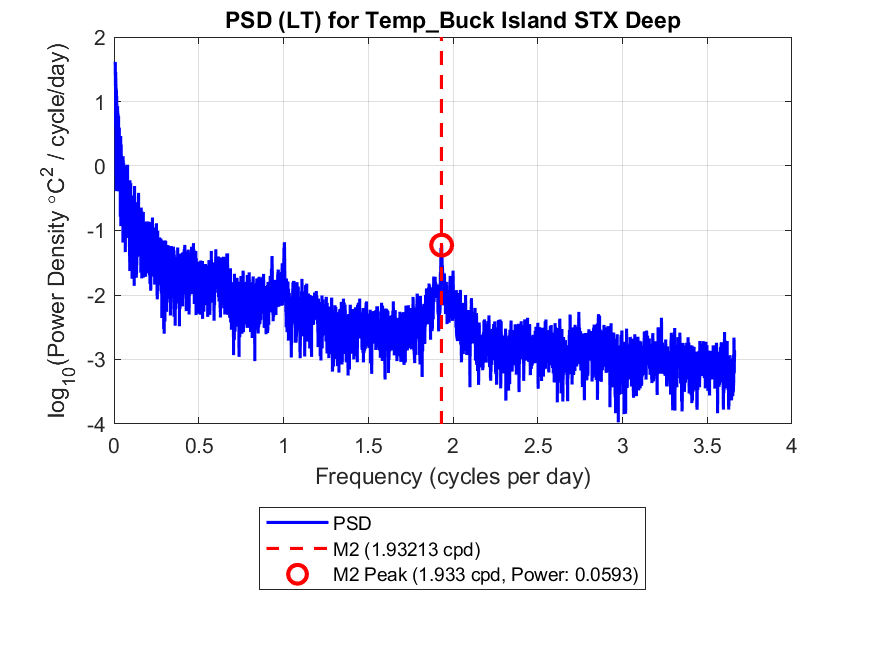 PSD (LT) for Temp_Buck Island STX Deep
log10(Power Density °C2 / cycle/day)
2
1
0
-1
-2
-3
-4
0 0.5 1 1.5 2 2.5 3 3.5 4
Frequency (cycles per day)
PSD
M2 (1.93213 cpd)
M2 Peak (1.933 cpd, Power: 0.0593)